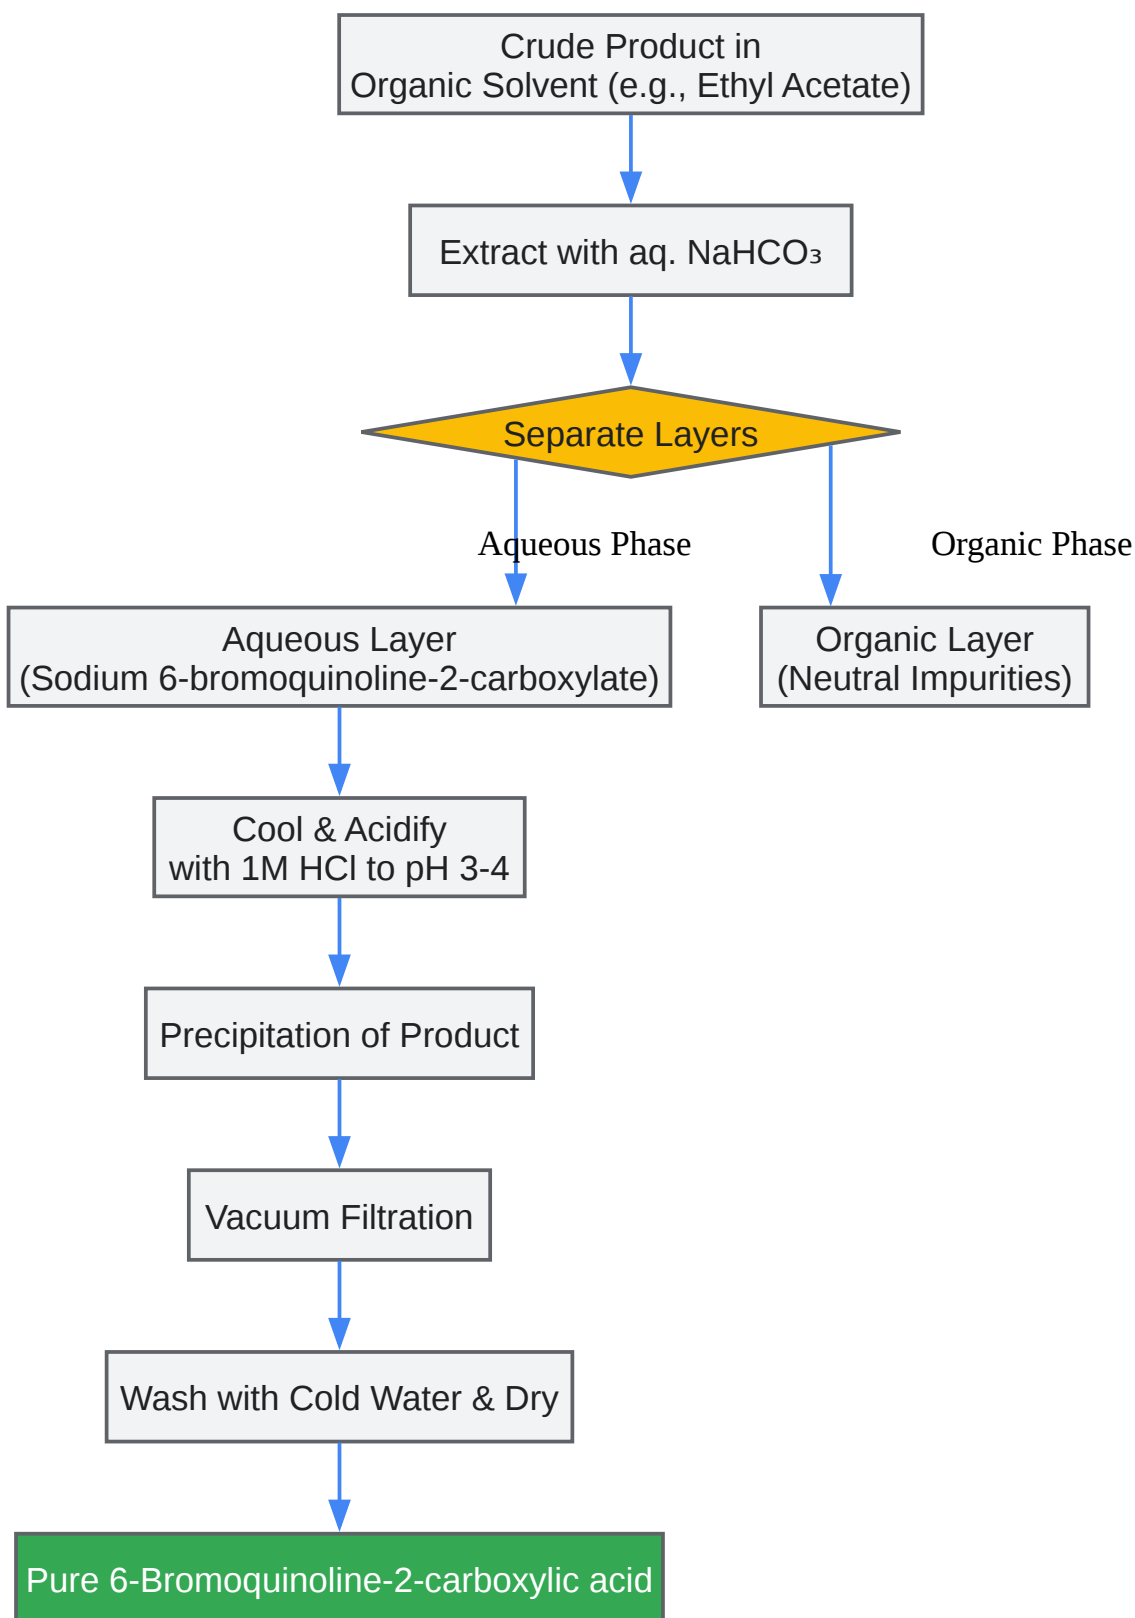 Crude Product in
Organic Solvent (e.g., Ethyl Acetate)
Extract with aq. NaHCO₃
Separate Layers
Aqueous Phase
Organic Phase
Aqueous Layer
(Sodium 6-bromoquinoline-2-carboxylate)
Organic Layer
(Neutral Impurities)
Cool & Acidify
with 1M HCl to pH 3-4
Precipitation of Product
Vacuum Filtration
Wash with Cold Water & Dry
Pure 6-Bromoquinoline-2-carboxylic acid